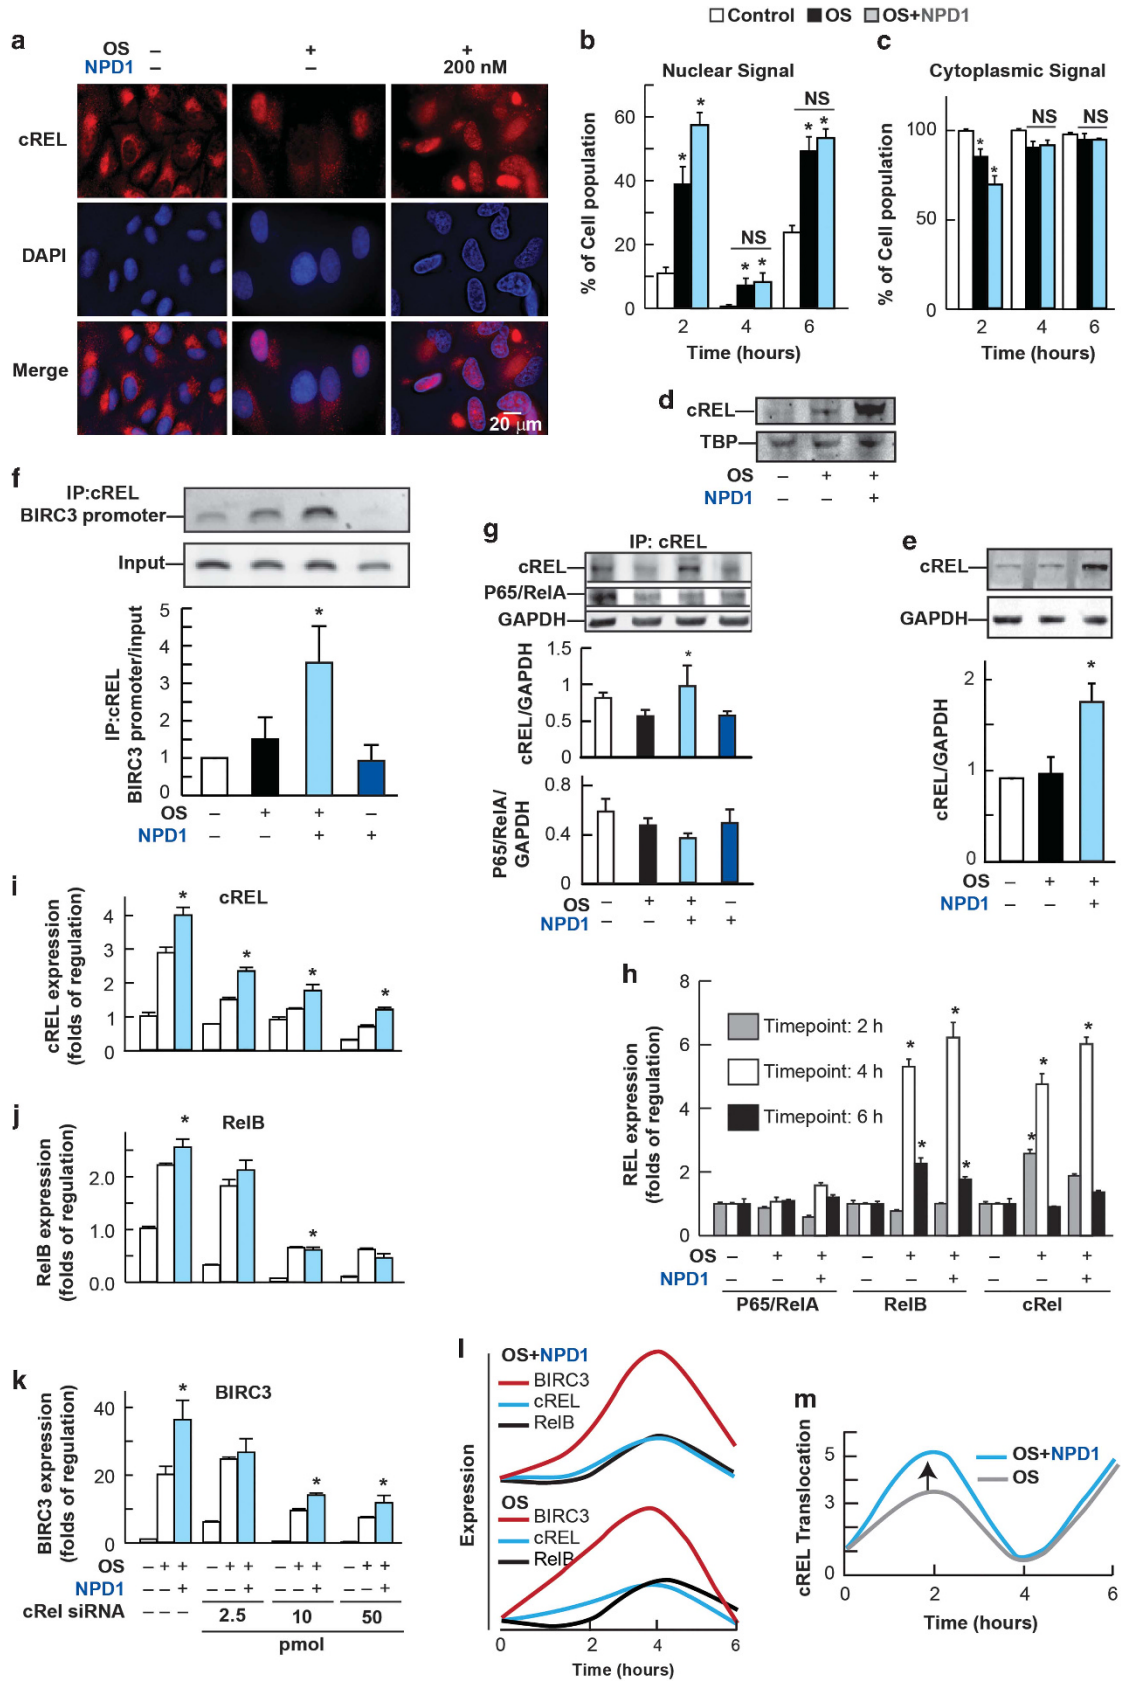 Control OS OS+NPD1
a
OS – + +
NPD1 – – 200 nM
cREL
DAPI
Merge
20 μm
b
Nuclear Signal
% of Cell population
60
40
20
0
* * NS * * NS * *
2 4 6
Time (hours)
c
Cytoplasmic Signal
% of Cell population
100
50
0
* * NS NS
2 4 6
Time (hours)
d
cREL
TBP
OS – + +
NPD1 – – +
f
IP:cREL
BIRC3 promoter
Input
IP:cREL
BIRC3 promoter/input
5
4
3
2
1
0
*
OS – + + –
NPD1 – – + +
g
IP: cREL
cREL
P65/RelA
GAPDH
cREL/GAPDH
1.5
1
0.5
0
*
P65/RelA/
GAPDH
0.8
0.4
0
OS – + + –
NPD1 – – + +
e
cREL
GAPDH
cREL/GAPDH
2
1
0
*
OS – + +
NPD1 – – +
i
cREL
cREL expression
(folds of regulation)
4
3
2
1
0
* * * *
j
RelB
RelB expression
(folds of regulation)
2.0
1.0
0.0
* *
k
BIRC3
BIRC3 expression
(folds of regulation)
40
20
0
* * *
OS – + + – + + – + + – + +
NPD1 – – + – – + – – + – – +
cRel siRNA – – – 2.5 10 50
pmol
h
REL expression
(folds of regulation)
8
6
4
2
0
Timepoint: 2 h
Timepoint: 4 h
Timepoint: 6 h
* * * * * * *
OS – + + – + + – + +
NPD1 – – + – – + – – +
P65/RelA RelB cRel
l
Expression
OS+NPD1
BIRC3
cREL
RelB
OS
BIRC3
cREL
RelB
0 2 4 6
Time (hours)
m
cREL Translocation
5
3
0
OS+NPD1
OS
0 2 4 6
Time (hours)